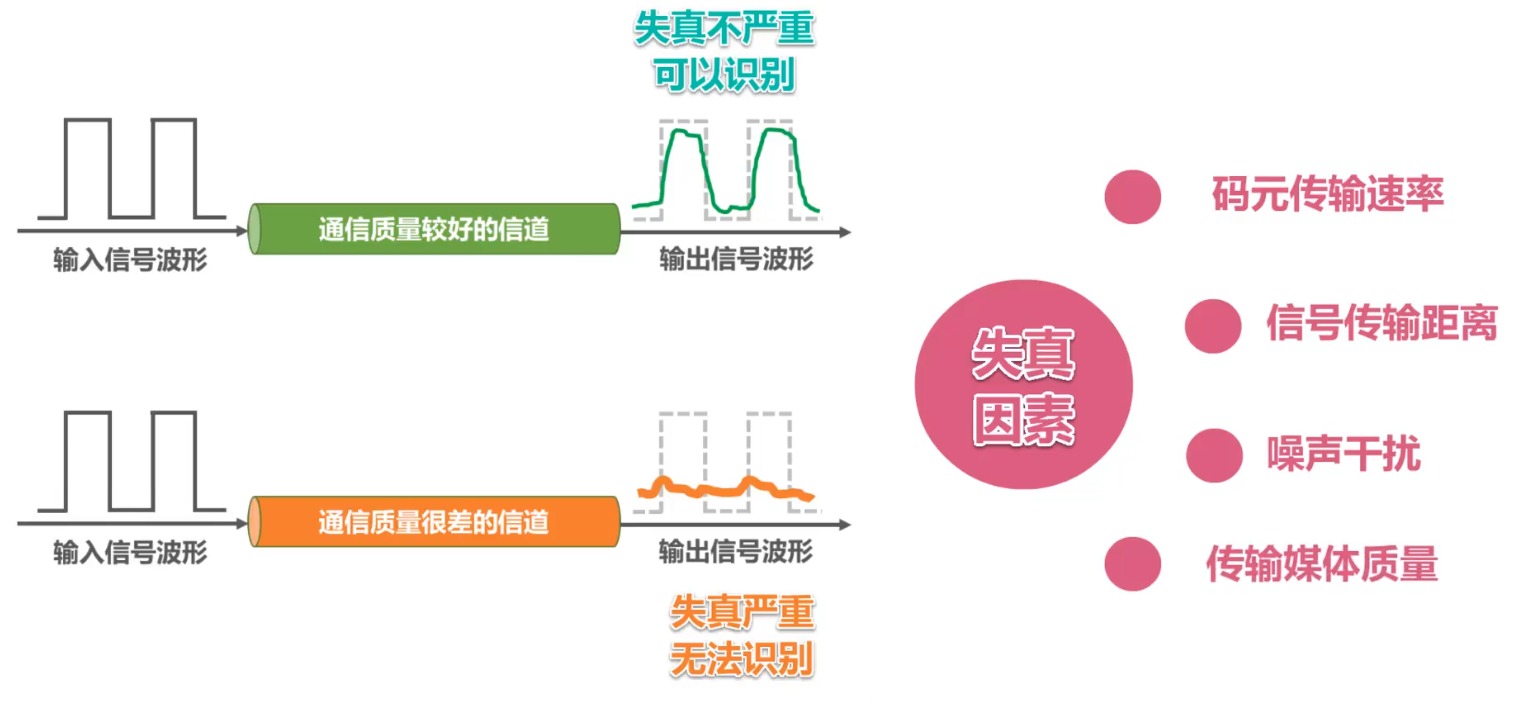 失真不严重
可以识别
通信质量较好的信道
输入信号波形
输出信号波形
通信质量很差的信道
输入信号波形
输出信号波形
失真严重
无法识别
失真
因素
码元传输速率
信号传输距离
噪声干扰
传输媒体质量